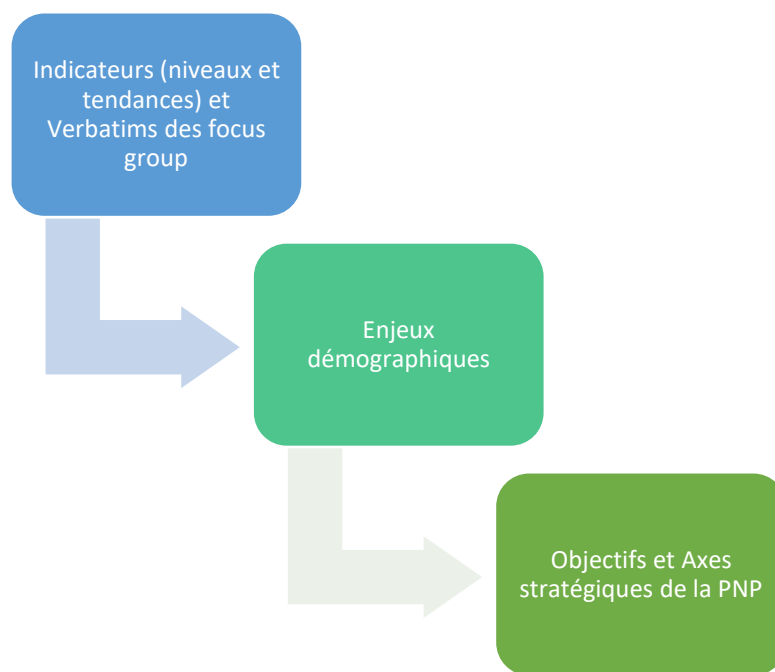 Indicateurs (niveaux et
tendances) et
Verbatims des focus
group
Enjeux
démographiques
Objectifs et Axes
stratégiques de la PNP